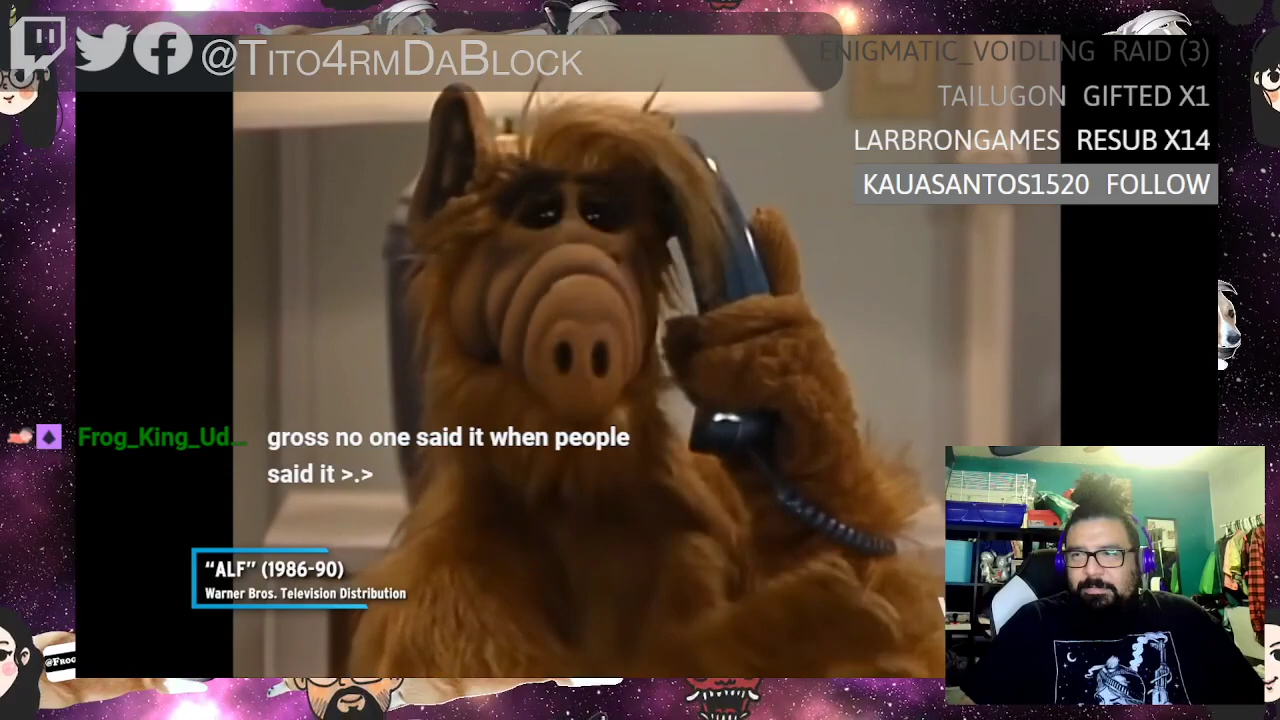 @Tito4rmDaBlock
ENIGMATIC_VOIDLING RAID (3)
TAILUGON GIFTED X1
LARBRONGAMES RESUB X14
KAUASANTOS1520 FOLLOW
Frog_King_Ud... gross no one said it when people
said it >.>
"ALF" (1986-90)
Warner Bros. Television Distribution
@FROG